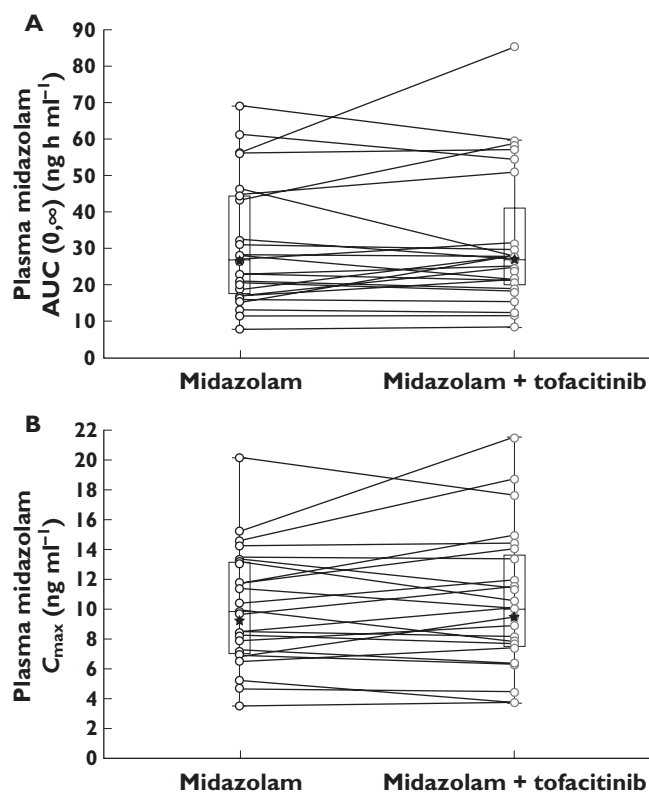 A
Plasma midazolam
AUC (0,∞) (ng h ml⁻¹)
90
80
70
60
50
40
30
20
10
0
Midazolam
Midazolam + tofacitinib
B
Plasma midazolam
Cmax (ng ml⁻¹)
22
20
18
16
14
12
10
8
6
4
2
0
Midazolam
Midazolam + tofacitinib